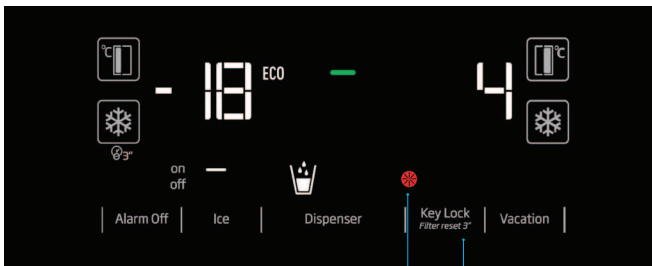 °C
-18 ECO
4
°C
3"
on
off
Alarm Off
Ice
Dispenser
Key Lock
Filter reset 3"
Vacation